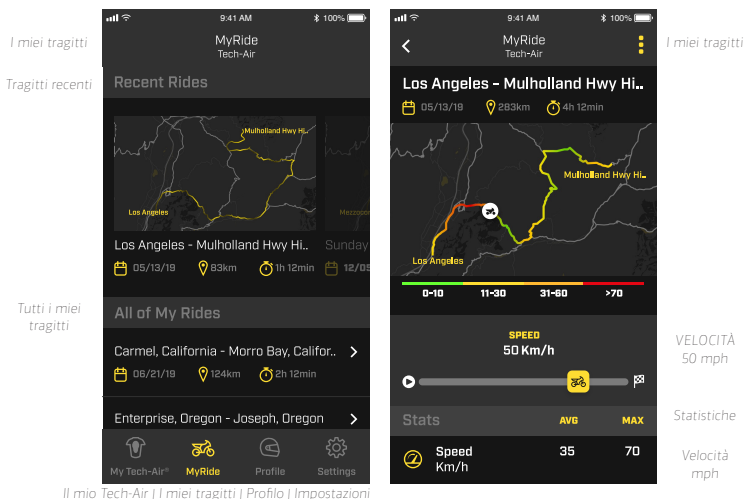 I miei tragitti
Tragitti recenti
Tutti i miei
tragitti
9:41 AM
100%
MyRide
Tech-Air
Recent Rides
Mulholland Hwy Hi..
Los Angeles
Mezzoso
Los Angeles - Mulholland Hwy Hi..
Sunday
05/13/19
83km
1h 12min
12/05
All of My Rides
Carmel, California - Morro Bay, Califor..
06/21/19
124km
2h 12min
Enterprise, Oregon - Joseph, Oregon
My Tech-Air®
MyRide
Profile
Settings
Il mio Tech-Air | I miei tragitti | Profilo | Impostazioni
9:41 AM
100%
MyRide
Tech-Air
Los Angeles - Mulholland Hwy Hi..
05/13/19
283km
4h 12min
Mulholland Hwy Hi..
Los Angeles
0-10
11-30
31-60
>70
SPEED
50 Km/h
Stats
AVG
MAX
Speed
Km/h
35
70
I miei tragitti
VELOCITÀ
50 mph
Statistiche
Velocità
mph